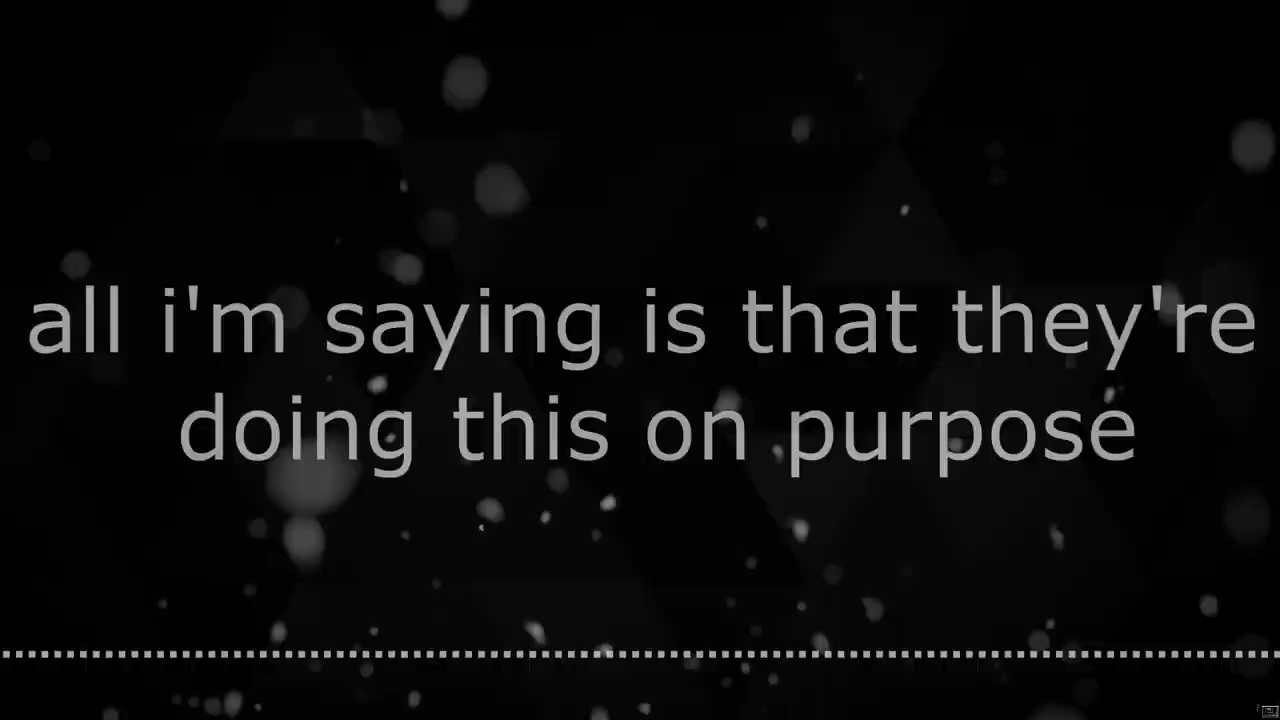 all i'm saying is that they're
doing this on purpose